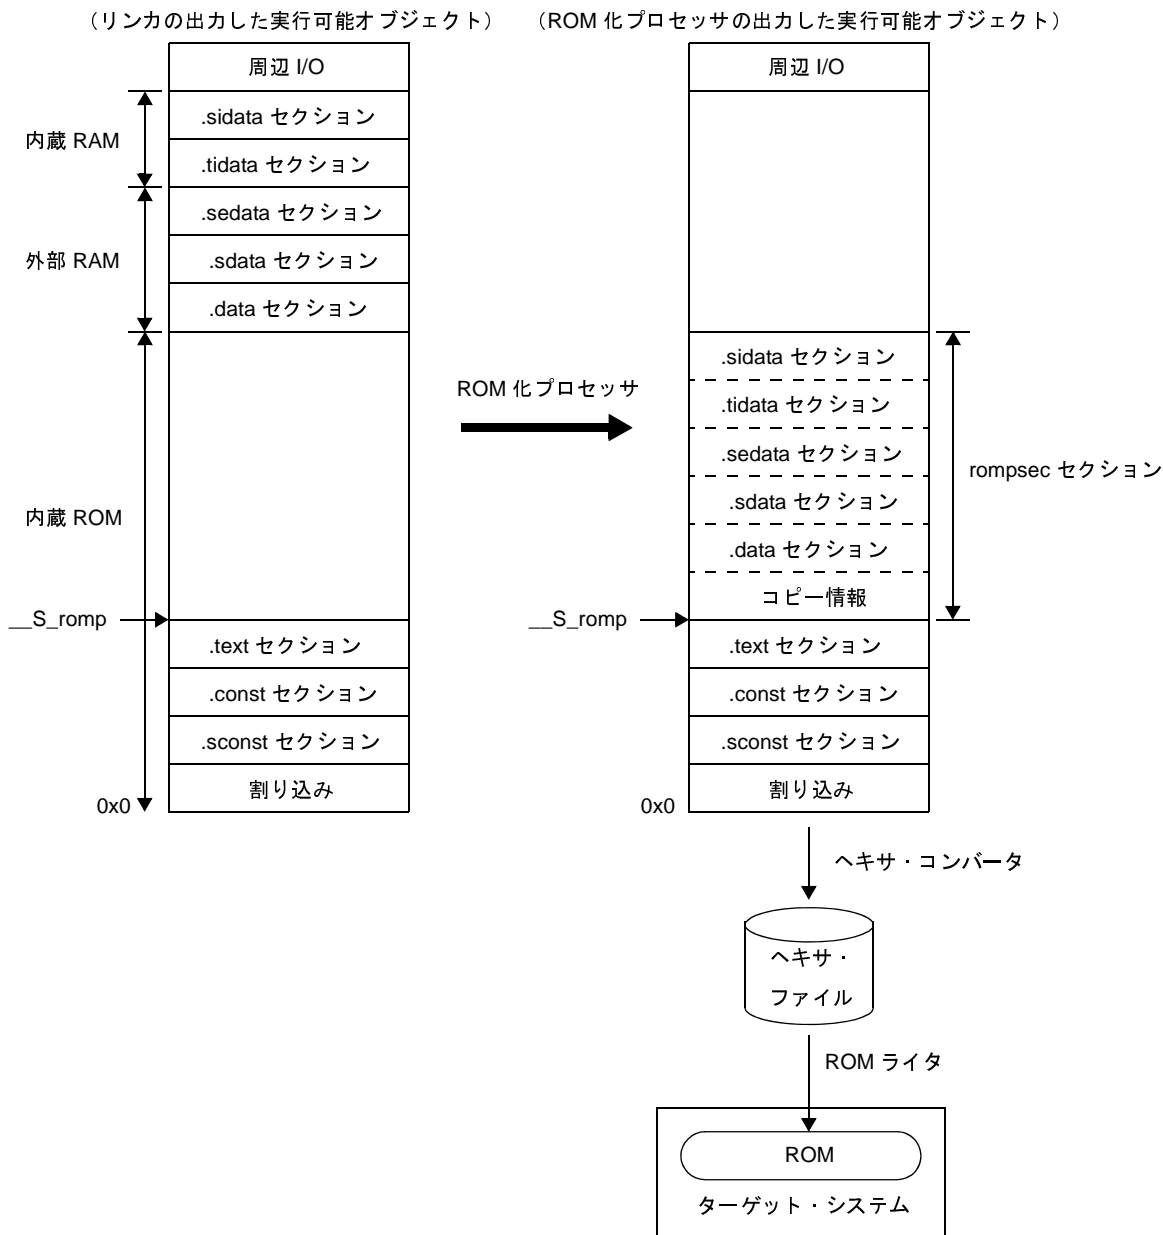 （リンカの出力した実行可能オブジェクト）
周辺 I/O
.sidata セクション
.tidata セクション
.sedata セクション
.sdata セクション
.data セクション
内蔵 RAM
外部 RAM
内蔵 ROM
__S_romp
.text セクション
.const セクション
.sconst セクション
割り込み
0x0
ROM 化プロセッサ
（ROM 化プロセッサの出力した実行可能オブジェクト）
周辺 I/O
.sidata セクション
.tidata セクション
.sedata セクション
.sdata セクション
.data セクション
コピー情報
rompsec セクション
__S_romp
.text セクション
.const セクション
.sconst セクション
割り込み
0x0
ヘキサ・コンバータ
ヘキサ・
ファイル
ROM ライタ
ROM
ターゲット・システム